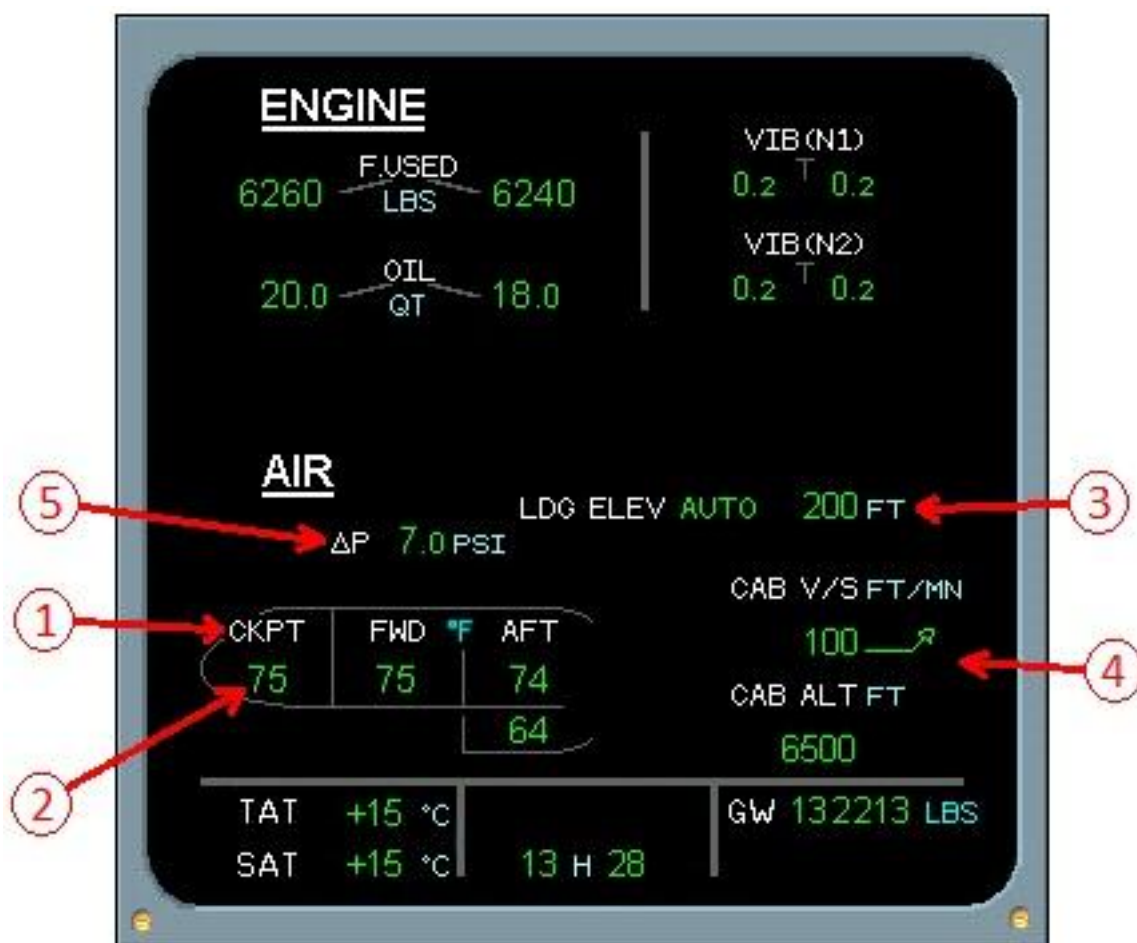 ENGINE
F.USED
6260 LBS 6240
OIL
20.0 QT 18.0
VIB(N1)
0.2 0.2
VIB(N2)
0.2 0.2
AIR
5
LDG ELEV AUTO 200 FT
3
ΔP 7.0 PSI
1
CKPT FWD °F AFT
75 75 74
64
2
CAB V/S FT/MN
100
4
CAB ALT FT
6500
TAT +15 °C
SAT +15 °C
13 H 28
GW 132213 LBS